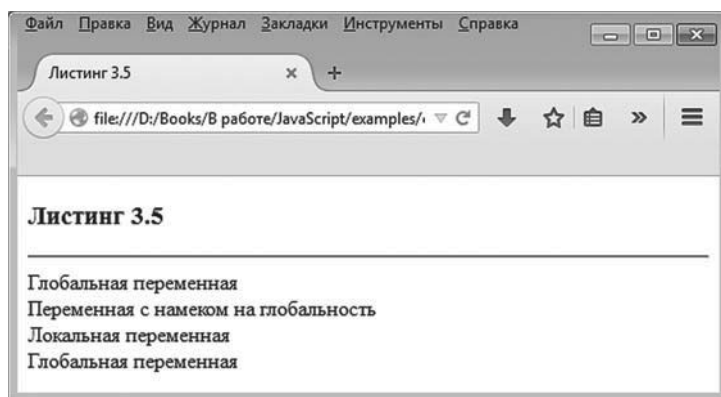 Файл Правка Вид Журнал Закладки Инструменты Справка
Листинг 3.5
file:///D:/Books/В работе/JavaScript/examples/
Листинг 3.5
Глобальная переменная
Переменная с намеком на глобальность
Локальная переменная
Глобальная переменная